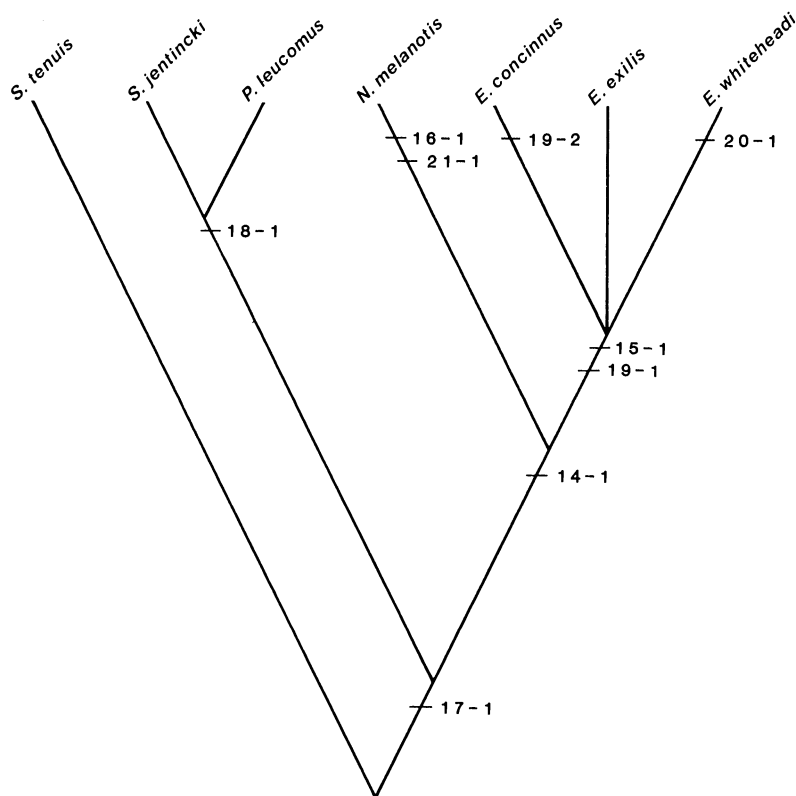 S. tenuis
S. jentincki
P. leucomus
N. melanotis
E. concinnus
E. exilis
E. whiteheadi
16-1
19-2
20-1
21-1
18-1
15-1
19-1
14-1
17-1